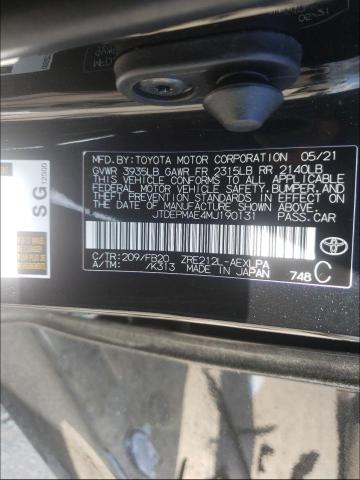 MFD. BY: TOYOTA MOTOR CORPORATION 05/21
GVWR 3935LB GAWR FR 2315LB RR 2140LB
THIS VEHICLE CONFORMS TO ALL APPLICABLE
FEDERAL MOTOR VEHICLE SAFETY, BUMPER, AND
THEFT PREVENTION STANDARDS IN EFFECT ON THE
DATE OF MANUFACTURE SHOWN ABOVE.
JTDEPMAE4MJ190131 PASS. CAR
C/TR: 209/FB20 ZRE212L-AEXLPA
A/TM: /K313 MADE IN JAPAN 748 C
TOYOTA
SG